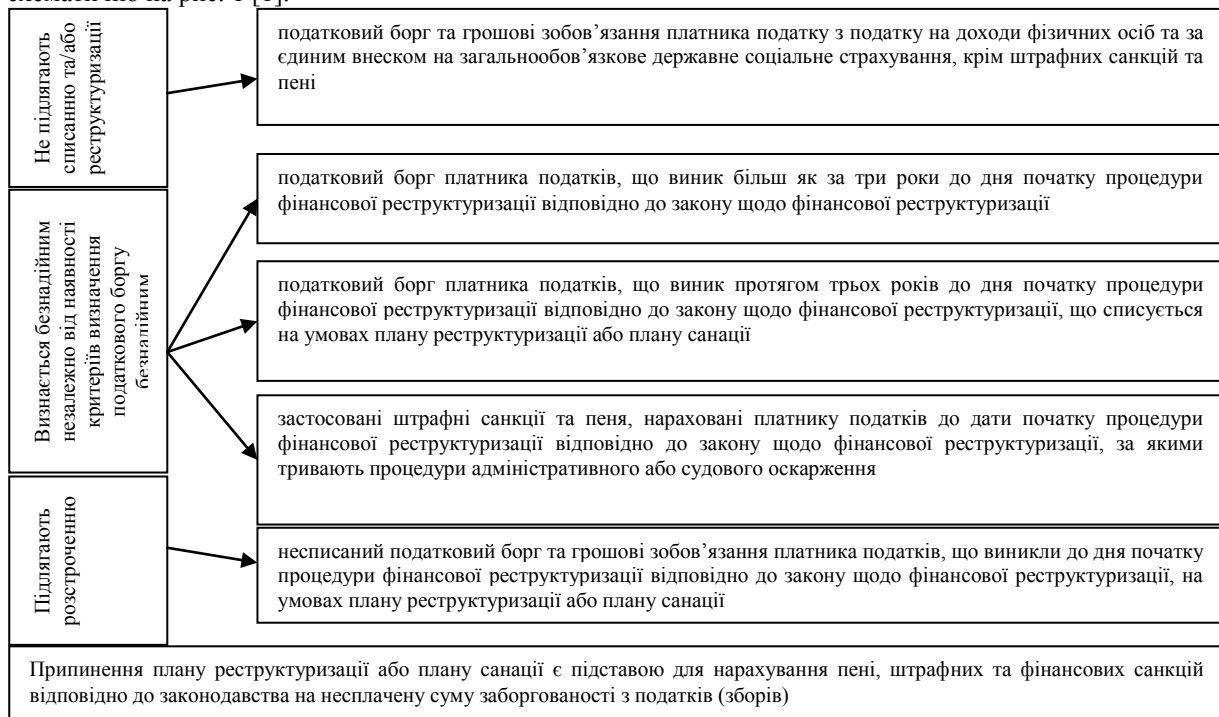 Не підлягають
списанню та/або
реструктуризації
податковий борг та грошові зобов’язання платника податку з податку на доходи фізичних осіб та за
єдиним внеском на загальнообов’язкове державне соціальне страхування, крім штрафних санкцій та
пені
Визнається безнадійним
незалежно від наявності
критеріїв визначення
податкового боргу
безнадійним
податковий борг платника податків, що виник більш як за три роки до дня початку процедури
фінансової реструктуризації відповідно до закону щодо фінансової реструктуризації
податковий борг платника податків, що виник протягом трьох років до дня початку процедури
фінансової реструктуризації відповідно до закону щодо фінансової реструктуризації, що списується
на умовах плану реструктуризації або плану санації
застосовані штрафні санкції та пеня, нараховані платнику податків до дати початку процедури
фінансової реструктуризації відповідно до закону щодо фінансової реструктуризації, за якими
тривають процедури адміністративного або судового оскарження
Підлягають
розстроченню
несписаний податковий борг та грошові зобов’язання платника податків, що виникли до дня початку
процедури фінансової реструктуризації відповідно до закону щодо фінансової реструктуризації, на
умовах плану реструктуризації або плану санації
Припинення плану реструктуризації або плану санації є підставою для нарахування пені, штрафних та фінансових санкцій
відповідно до законодавства на несплачену суму заборгованості з податків (зборів)